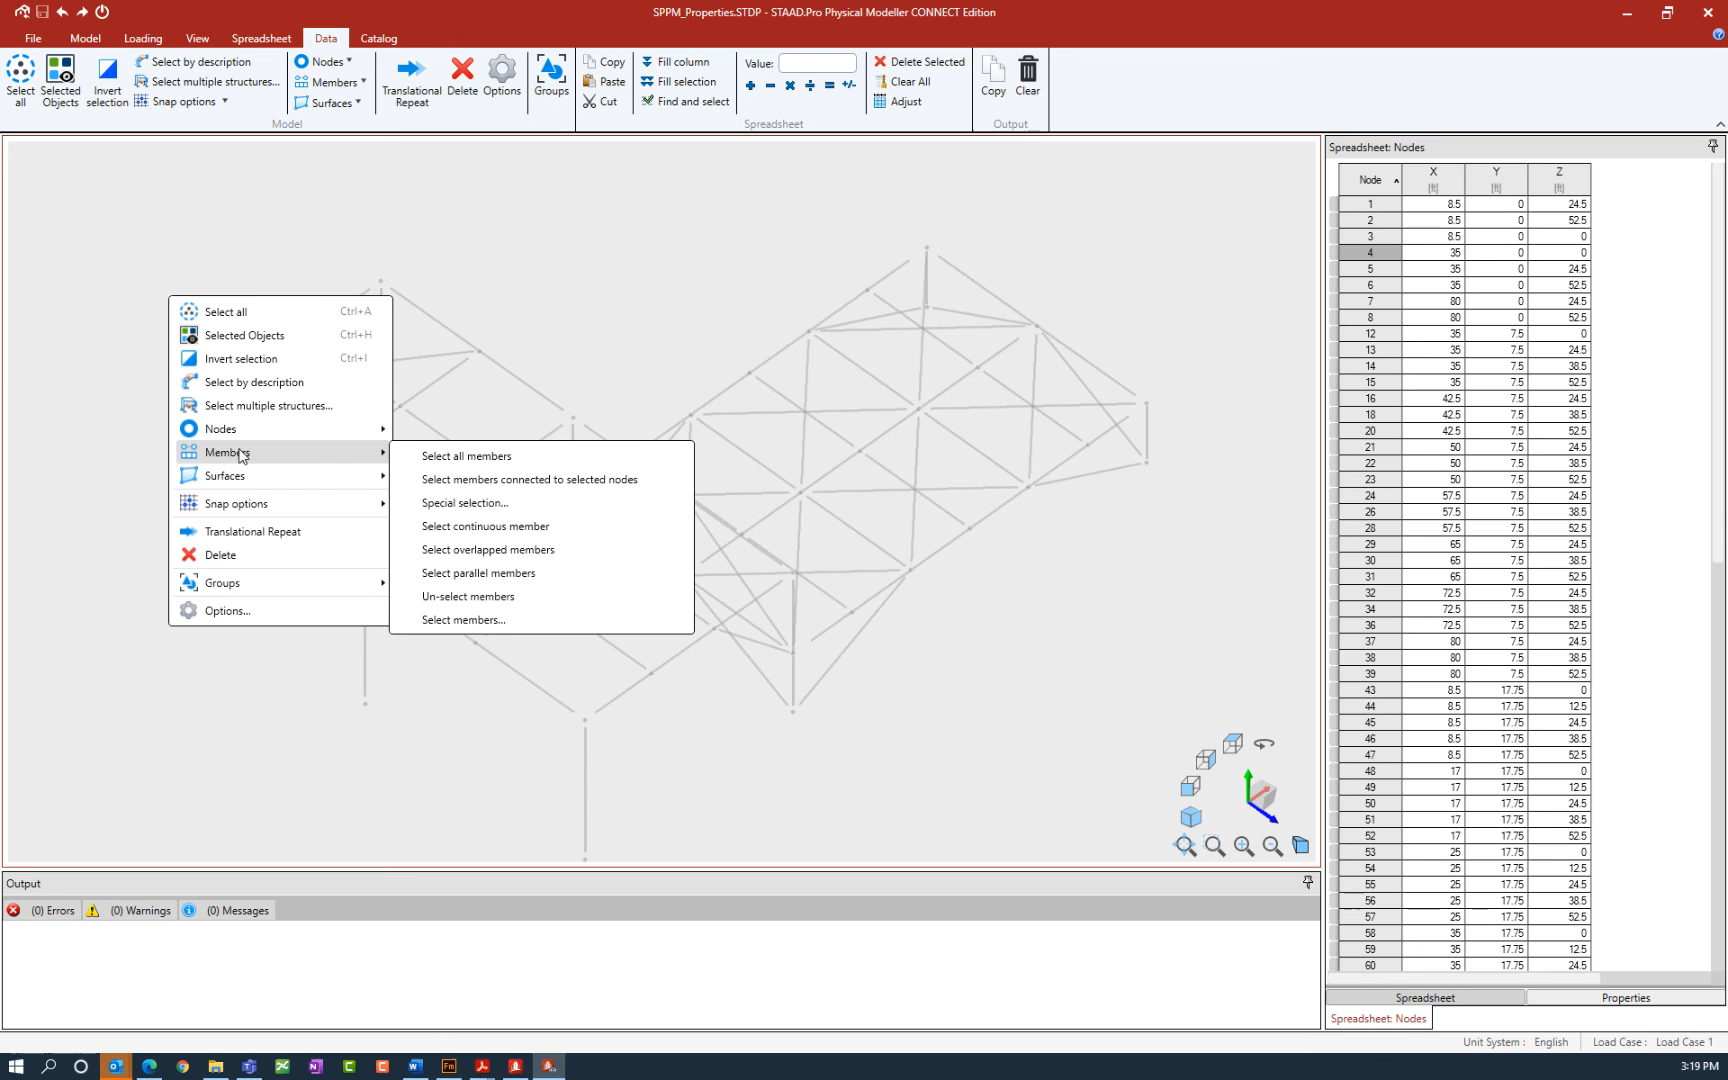 SPPM_Properties.STDP - STAAD.Pro Physical Modeller CONNECT Edition
File Model Loading View Spreadsheet Data Catalog
Select all
Selected Objects
Invert selection
Select by description
Select multiple structures...
Snap options
Nodes
Members
Surfaces
Translational Repeat
Delete
Options
Groups
Copy
Paste
Cut
Fill column
Fill selection
Find and select
Value:
Delete Selected
Clear All
Adjust
Copy
Clear
Model
Spreadsheet
Output
Select all Ctrl+A
Selected Objects Ctrl+H
Invert selection Ctrl+I
Select by description
Select multiple structures...
Nodes
Members
Surfaces
Snap options
Translational Repeat
Delete
Groups
Options...
Select all members
Select members connected to selected nodes
Special selection...
Select continuous member
Select overlapped members
Select parallel members
Un-select members
Select members...
Spreadsheet: Nodes
Node X Y Z
[ft] [ft] [ft]
1 8.5 0 24.5
2 8.5 0 52.5
3 8.5 0 0
4 35 0 0
5 35 0 24.5
6 35 0 52.5
7 80 0 24.5
8 80 0 52.5
12 35 7.5 0
13 35 7.5 24.5
14 35 7.5 38.5
15 35 7.5 52.5
16 42.5 7.5 24.5
18 42.5 7.5 38.5
20 42.5 7.5 52.5
21 50 7.5 24.5
22 50 7.5 38.5
23 50 7.5 52.5
24 57.5 7.5 24.5
26 57.5 7.5 38.5
28 57.5 7.5 52.5
29 65 7.5 24.5
30 65 7.5 38.5
31 65 7.5 52.5
32 72.5 7.5 24.5
34 72.5 7.5 38.5
36 72.5 7.5 52.5
37 80 7.5 24.5
38 80 7.5 38.5
39 80 7.5 52.5
43 8.5 17.75 0
44 8.5 17.75 12.5
45 8.5 17.75 24.5
46 8.5 17.75 38.5
47 8.5 17.75 52.5
48 17 17.75 0
49 17 17.75 12.5
50 17 17.75 24.5
51 17 17.75 38.5
52 17 17.75 52.5
53 25 17.75 0
54 25 17.75 12.5
55 25 17.75 24.5
56 25 17.75 38.5
57 25 17.75 52.5
58 35 17.75 0
59 35 17.75 12.5
60 35 17.75 24.5
Spreadsheet Properties
Spreadsheet: Nodes
Output
(0) Errors (0) Warnings (0) Messages
Unit System : English Load Case : Load Case 1
3:19 PM